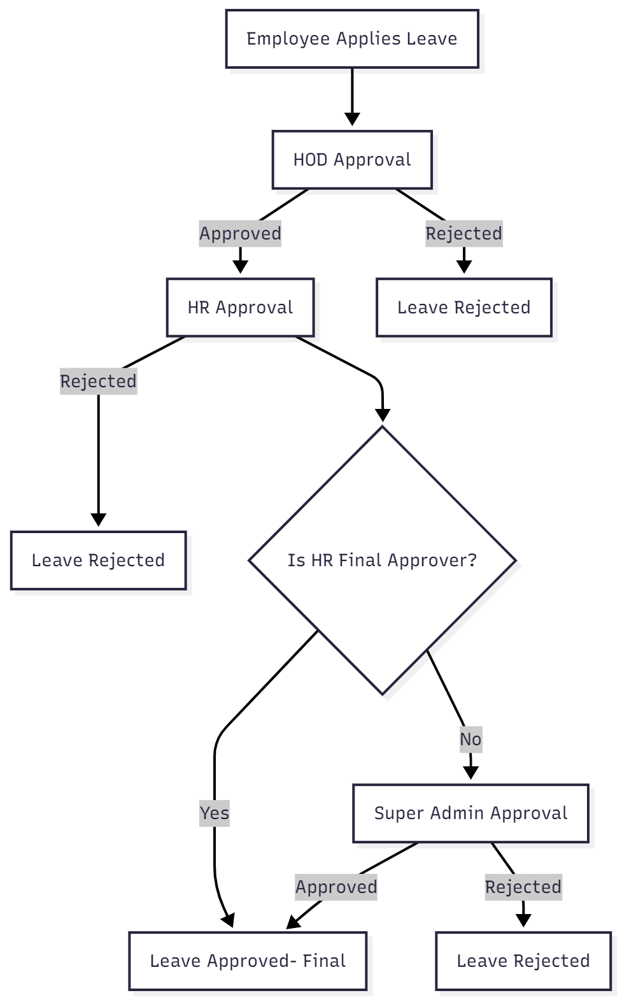 Employee Applies Leave
HOD Approval
Approved
Rejected
HR Approval
Leave Rejected
Rejected
Leave Rejected
Is HR Final Approver?
No
Yes
Super Admin Approval
Approved
Rejected
Leave Approved- Final
Leave Rejected